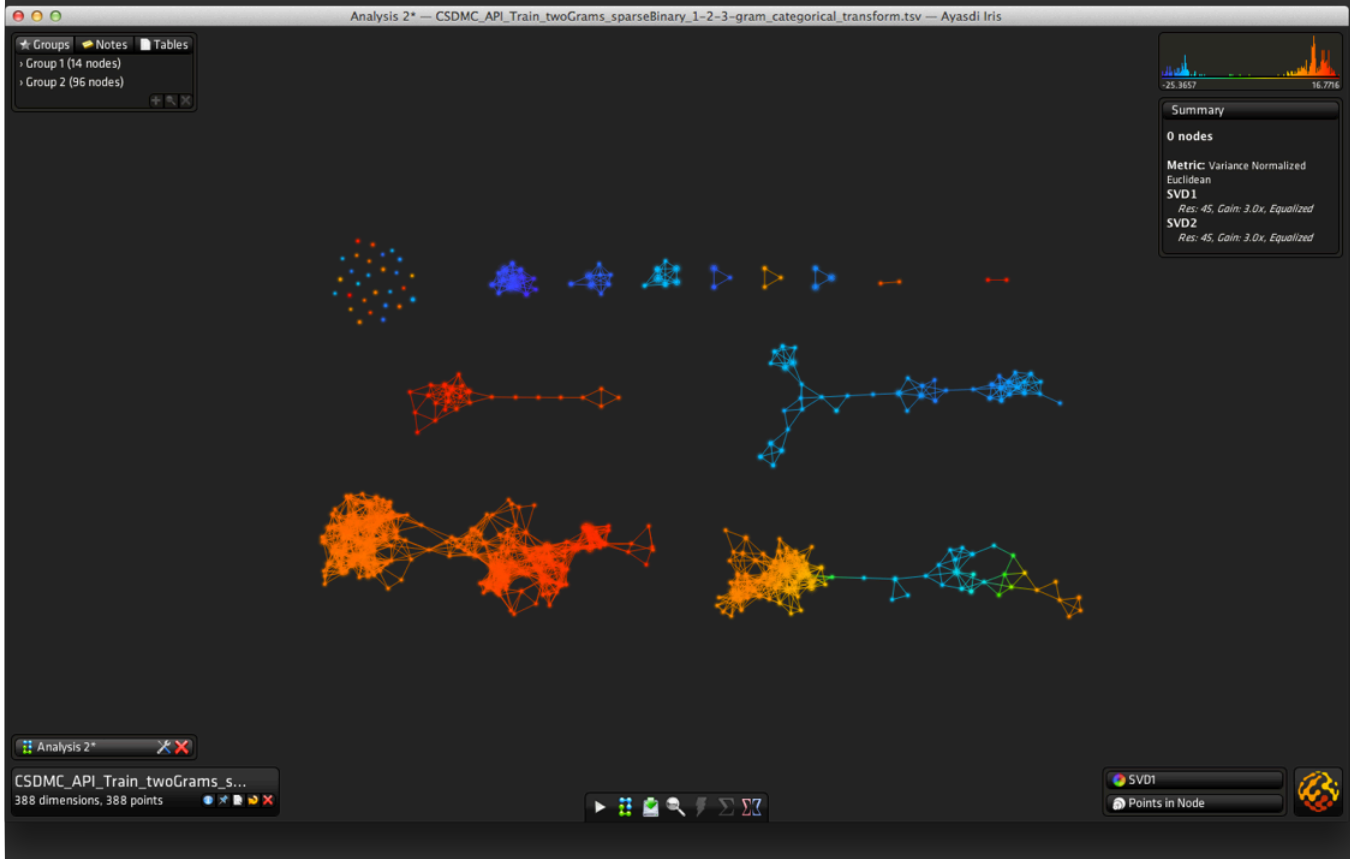 Analysis 2* — CSDMC_API_Train_twoGrams_sparseBinary_1-2-3-gram_categorical_transform.tsv — Ayasdi Iris
Groups Notes Tables
› Group 1 (14 nodes)
› Group 2 (96 nodes)
-25.3657 16.7716
Summary
0 nodes
Metric: Variance Normalized
Euclidean
SVD1
Res: 45, Gain: 3.0x, Equalized
SVD2
Res: 45, Gain: 3.0x, Equalized
Analysis 2*
CSDMC_API_Train_twoGrams_s...
388 dimensions, 388 points
SVD1
Points in Node